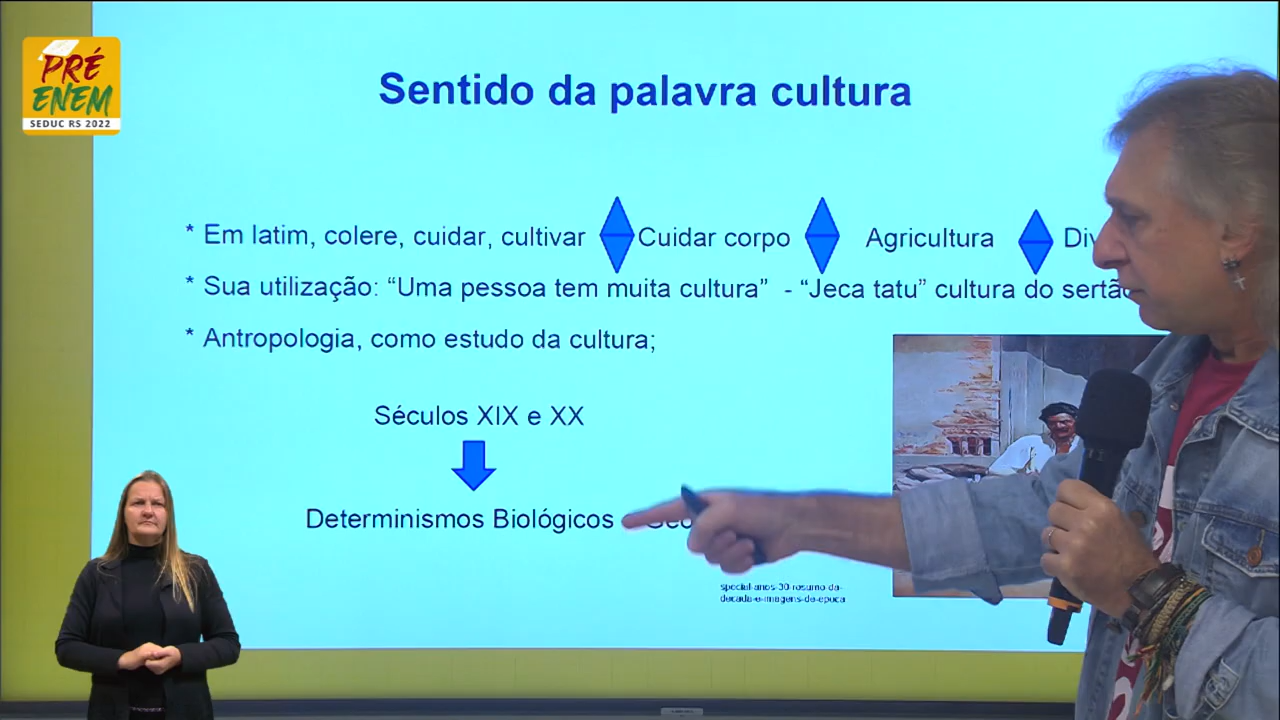 PRÉ
ENEM
SEDUC RS 2022
Sentido da palavra cultura
* Em latim, colere, cuidar, cultivar Cuidar corpo Agricultura
* Sua utilização: “Uma pessoa tem muita cultura” - “Jeca tatu” cultura do sertão
* Antropologia, como estudo da cultura;
Séculos XIX e XX
Determinismos Biológicos
special-anos-30-resumo-da-
decada-e-imagens-de-epoca